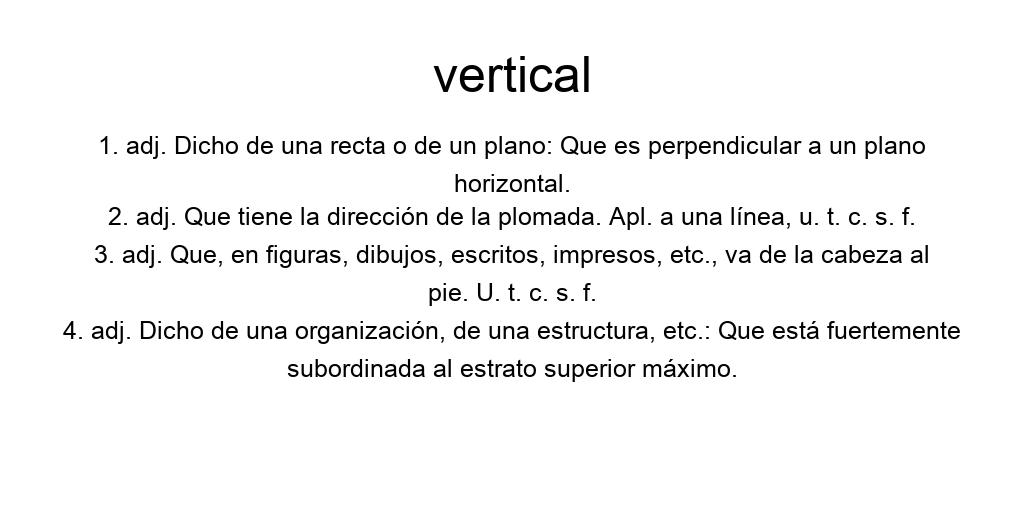 vertical
1. adj. Dicho de una recta o de un plano: Que es perpendicular a un plano
horizontal.
2. adj. Que tiene la dirección de la plomada. Apl. a una línea, u. t. c. s. f.
3. adj. Que, en figuras, dibujos, escritos, impresos, etc., va de la cabeza al
pie. U. t. c. s. f.
4. adj. Dicho de una organización, de una estructura, etc.: Que está fuertemente
subordinada al estrato superior máximo.